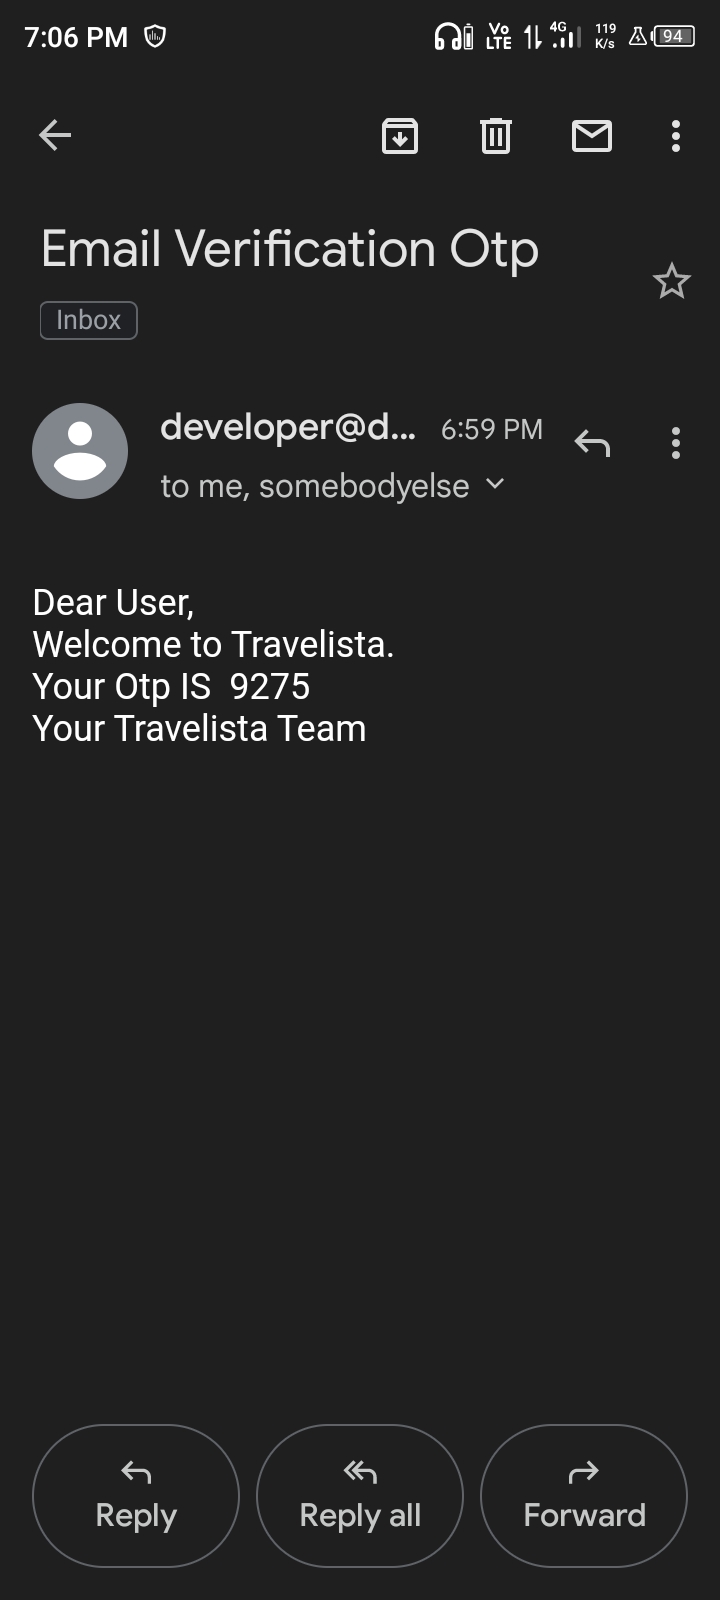 7:06 PM
Vo
LTE
4G
119
K/s
94
Email Verification Otp
Inbox
developer@d... 6:59 PM
to me, somebodyelse
Dear User,
Welcome to Travelista.
Your Otp IS  9275
Your Travelista Team
Reply
Reply all
Forward